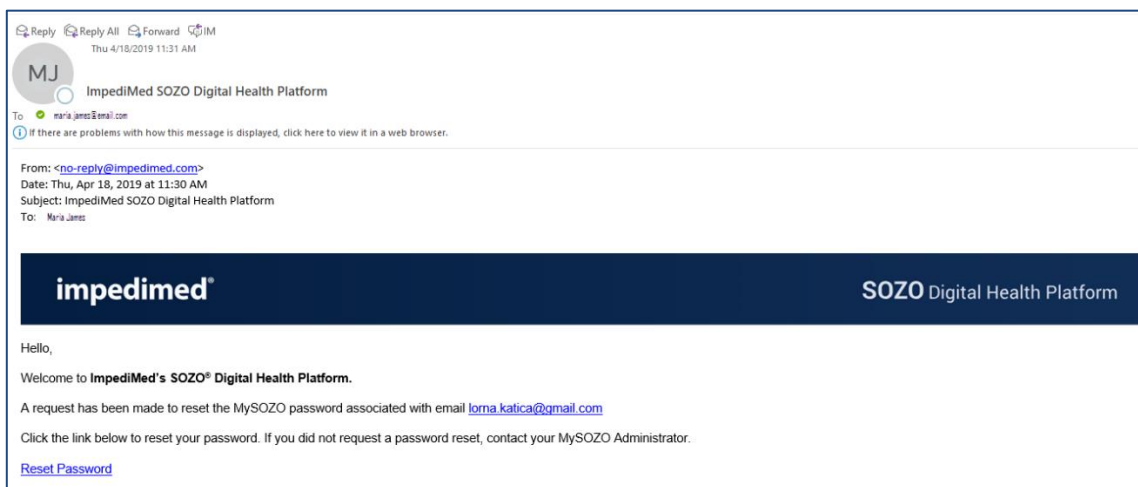 Reply Reply All Forward IM
Thu 4/18/2019 11:31 AM
MJ
ImpediMed SOZO Digital Health Platform
To maria.james@email.com
If there are problems with how this message is displayed, click here to view it in a web browser.
From: <no-reply@impedimed.com>
Date: Thu, Apr 18, 2019 at 11:30 AM
Subject: ImpediMed SOZO Digital Health Platform
To: Maria James
impedimed® SOZO Digital Health Platform
Hello,
Welcome to ImpediMed's SOZO® Digital Health Platform.
A request has been made to reset the MySOZO password associated with email lorna.katica@gmail.com
Click the link below to reset your password. If you did not request a password reset, contact your MySOZO Administrator.
Reset Password